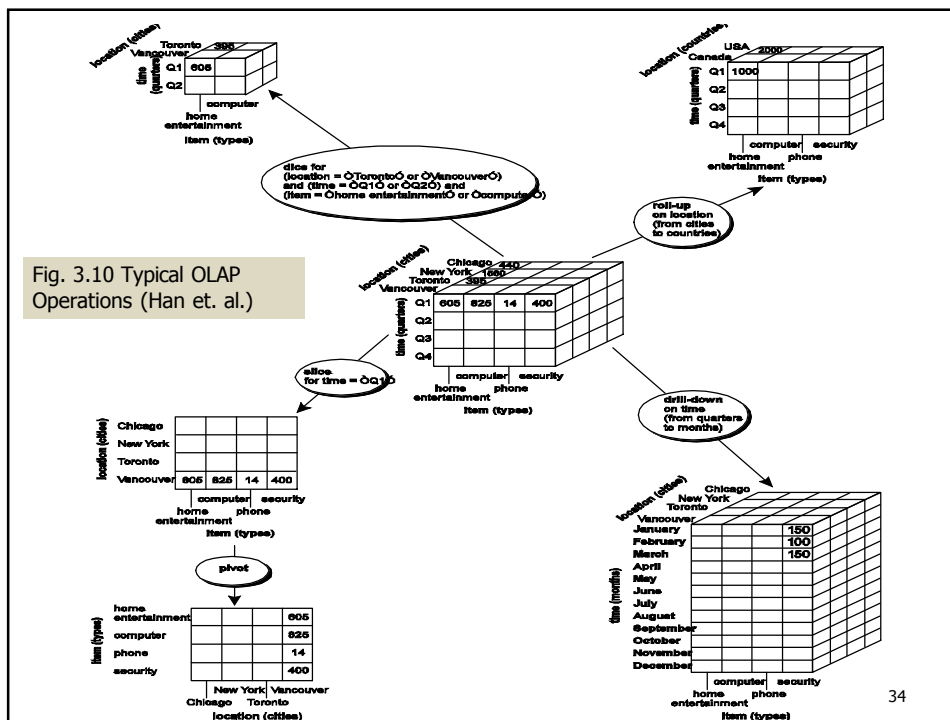 location (cities)
Toronto
Vancouver
395
time
(quarters)
Q1
605
Q2
computer
home
entertainment
item (types)
location (countries)
USA
Canada
2000
time (quarters)
Q1
1000
Q2
Q3
Q4
computer security
home phone
entertainment
item (types)
dice for
(location = ÒTorontoÓ or ÒVancouverÓ)
and (time = ÒQ1Ó or ÒQ2Ó) and
(item = Òhome entertainmentÓ or ÒcomputerÓ)
roll-up
on location
(from cities
to countries)
Fig. 3.10 Typical OLAP
Operations (Han et. al.)
location (cities)
Chicago 440
New York 1560
Toronto 395
Vancouver
time (quarters)
Q1 605 825 14 400
Q2
Q3
Q4
computer security
home phone
entertainment
item (types)
slice
for time = ÒQ1Ó
drill-down
on time
(from quarters
to months)
location (cities)
Chicago
New York
Toronto
Vancouver 605 825 14 400
computer security
home phone
entertainment
item (types)
pivot
item (types)
home
entertainment 605
computer 825
phone 14
security 400
New York Vancouver
Chicago Toronto
location (cities)
location (cities)
Chicago
New York
Toronto
Vancouver
time (months)
January 150
February 100
March 150
April
May
June
July
August
September
October
November
December
computer security
home phone
entertainment
item (types)
34